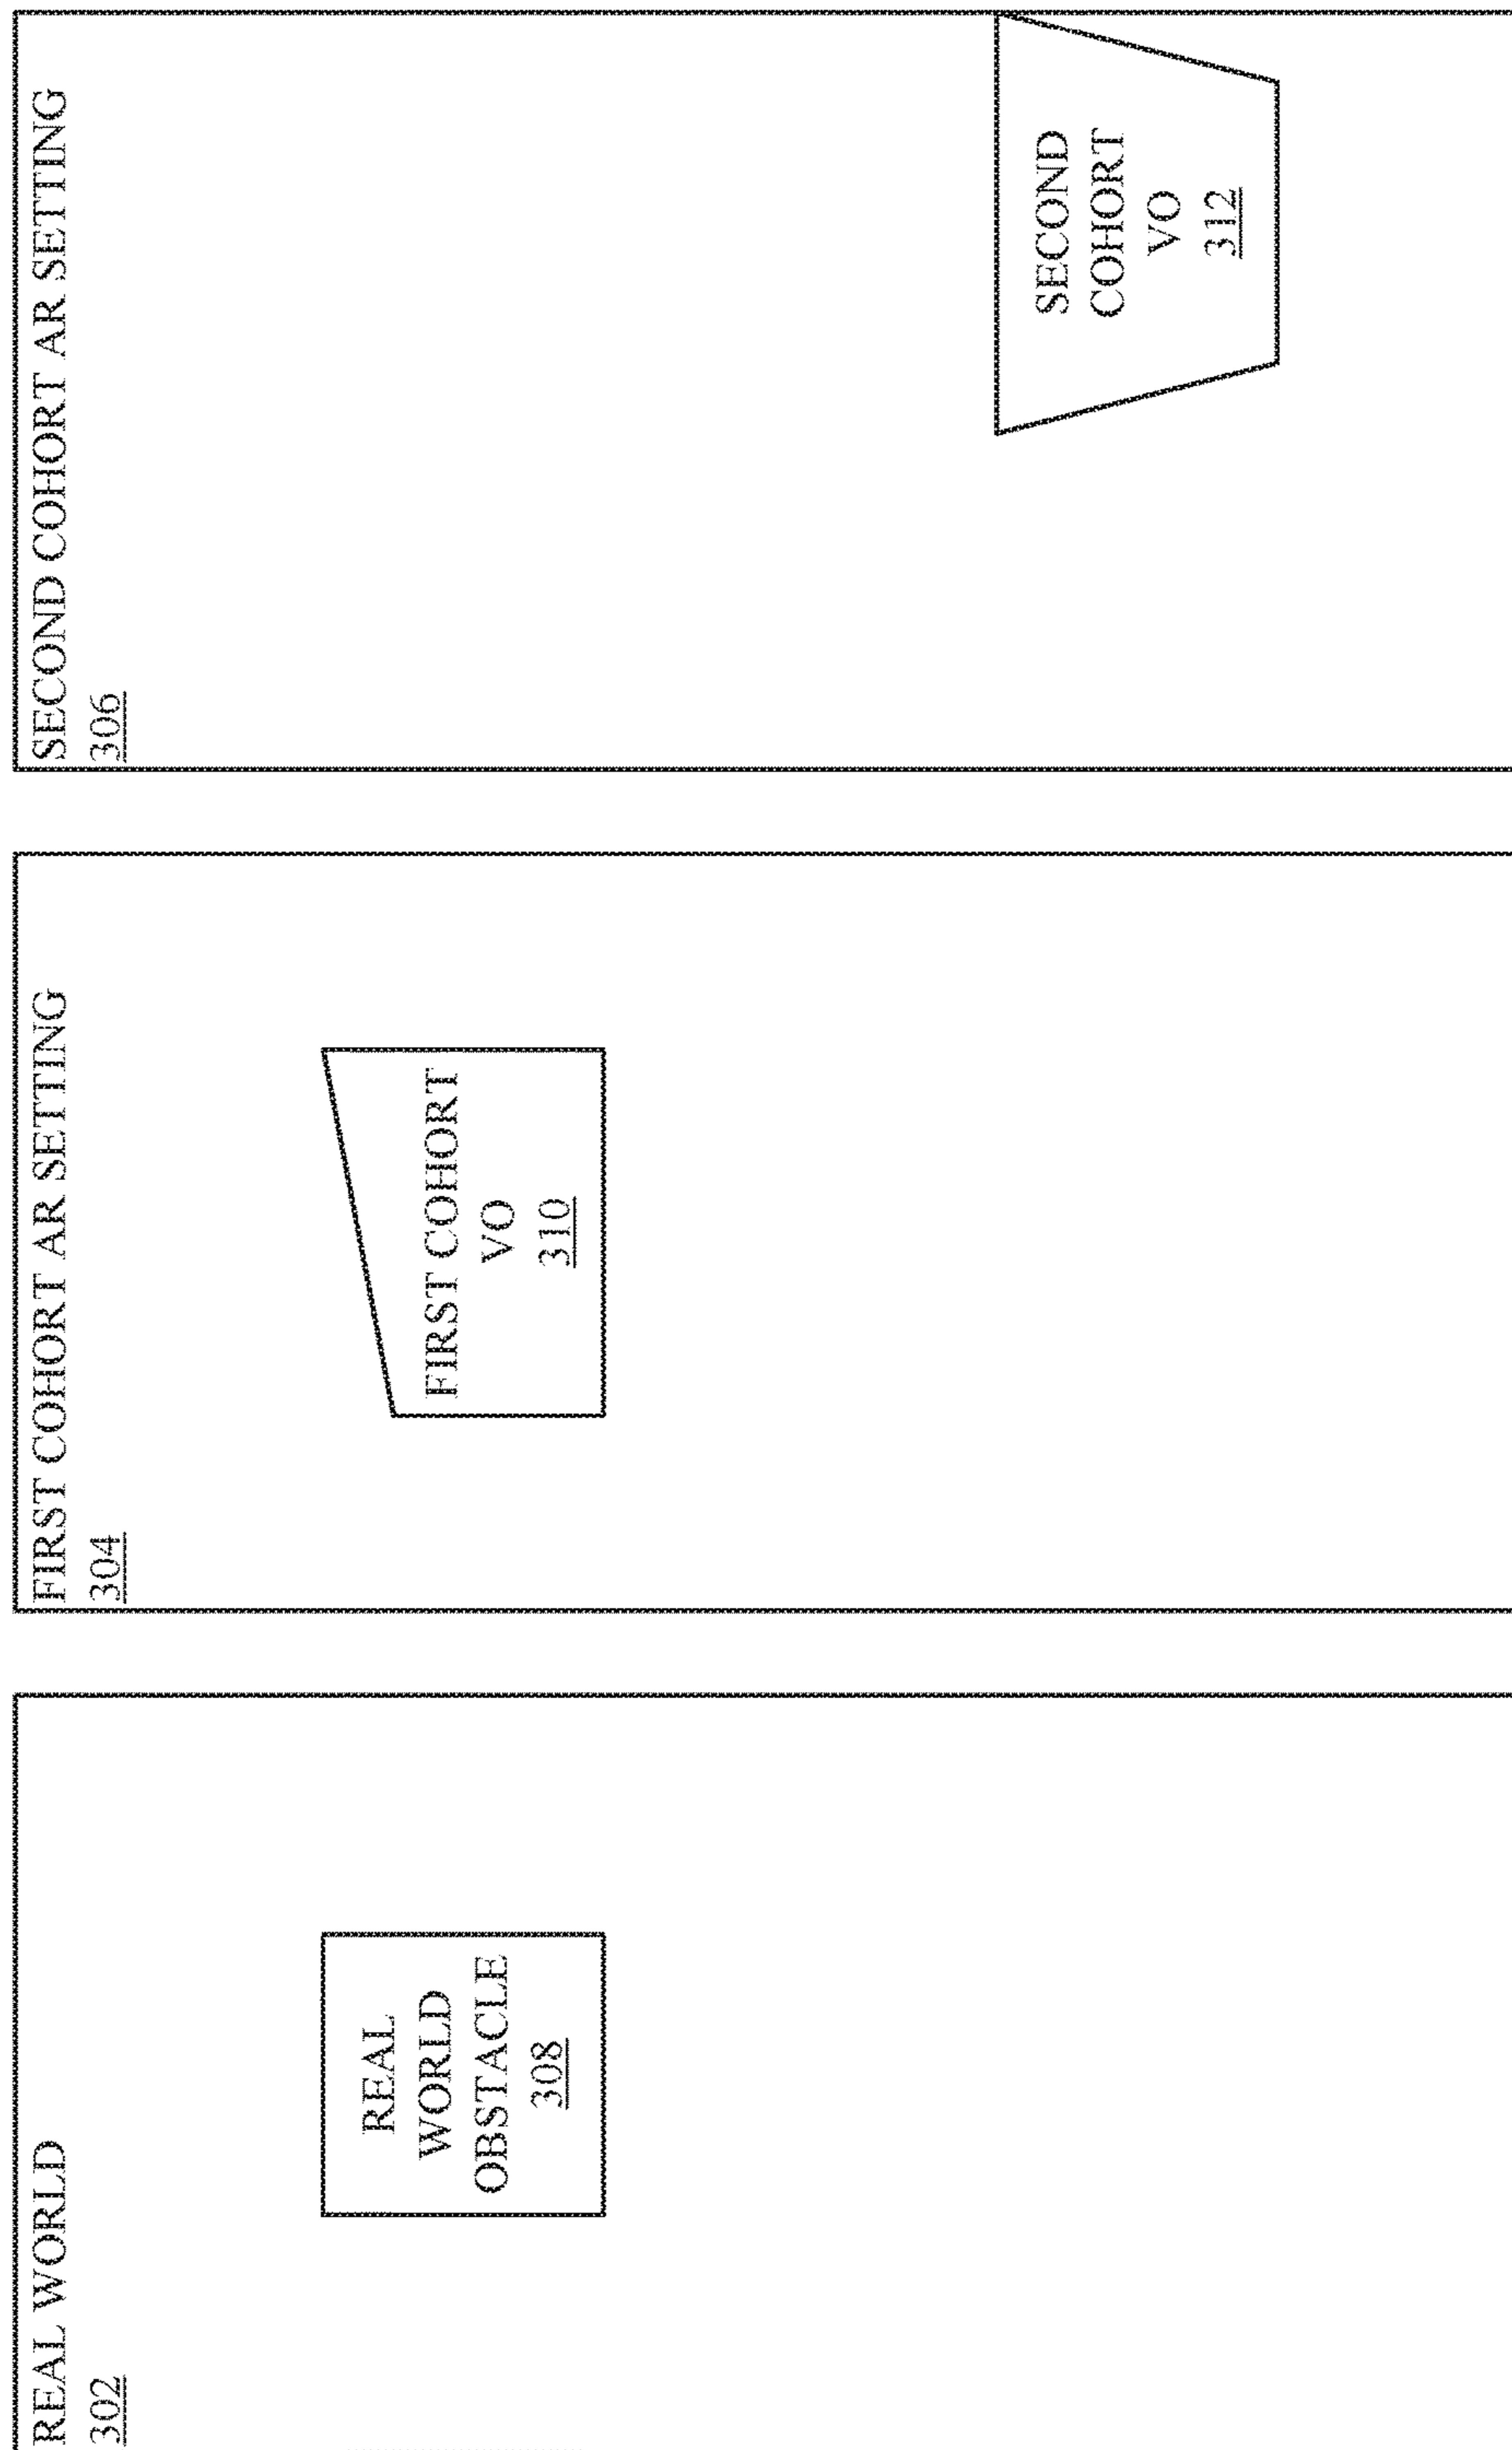 REAL WORLD
302
REAL
WORLD
OBSTACLE
308
FIRST COHORT AR SETTING
304
FIRST COHORT
VO
310
SECOND COHORT AR SETTING
306
SECOND
COHORT
VO
312